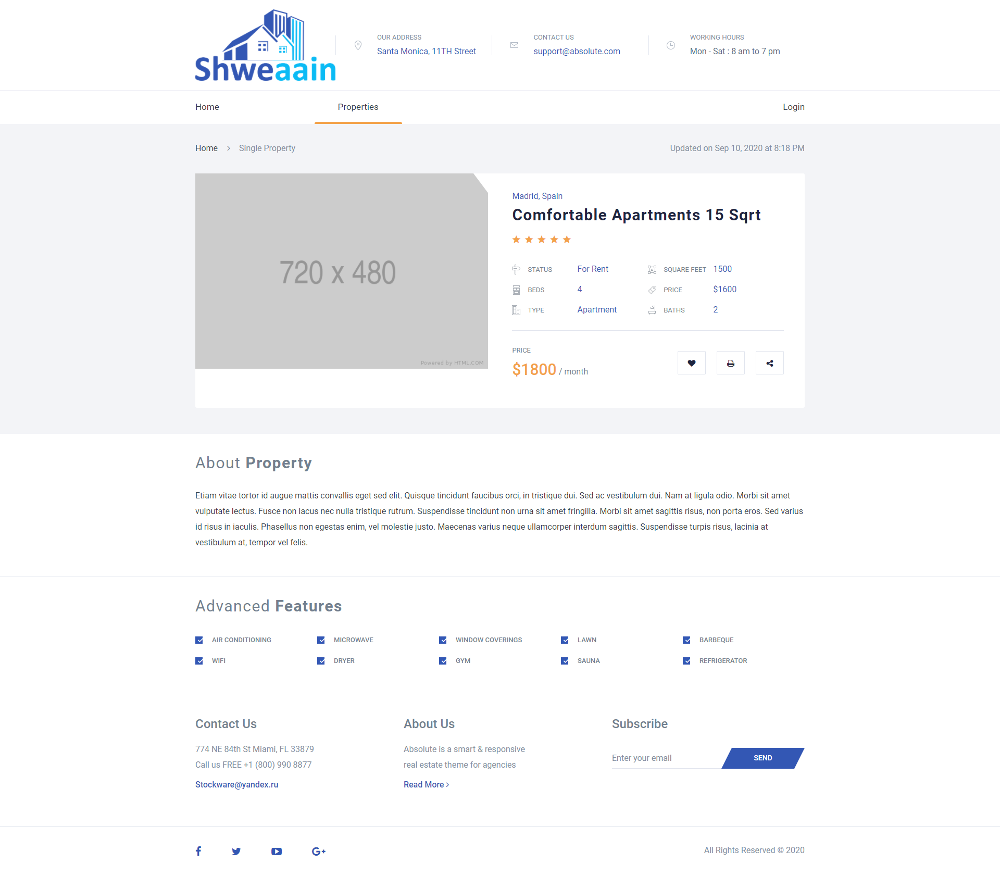 Shweaain
OUR ADDRESS
Santa Monica, 11TH Street
CONTACT US
support@absolute.com
WORKING HOURS
Mon - Sat : 8 am to 7 pm
Home
Properties
Login
Home
Single Property
Updated on Sep 10, 2020 at 8:18 PM
720 x 480
Powered by HTML.COM
Madrid, Spain
Comfortable Apartments 15 Sqrt
STATUS For Rent
SQUARE FEET 1500
BEDS 4
PRICE $1600
TYPE Apartment
BATHS 2
PRICE
$1800 / month
About Property
Etiam vitae tortor id augue mattis convallis eget sed elit. Quisque tincidunt faucibus orci, in tristique dui. Sed ac vestibulum dui. Nam at ligula odio. Morbi sit amet
vulputate lectus. Fusce non lacus nec nulla tristique rutrum. Suspendisse tincidunt non urna sit amet fringilla. Morbi sit amet sagittis risus, non porta eros. Sed varius
id risus in iaculis. Phasellus non egestas enim, vel molestie justo. Maecenas varius neque ullamcorper interdum sagittis. Suspendisse turpis risus, lacinia at
vestibulum at, tempor vel felis.
Advanced Features
AIR CONDITIONING
MICROWAVE
WINDOW COVERINGS
LAWN
BARBEQUE
WIFI
DRYER
GYM
SAUNA
REFRIGERATOR
Contact Us
774 NE 84th St Miami, FL 33879
Call us FREE +1 (800) 990 8877
Stockware@yandex.ru
About Us
Absolute is a smart & responsive
real estate theme for agencies
Read More
Subscribe
Enter your email
SEND
All Rights Reserved © 2020